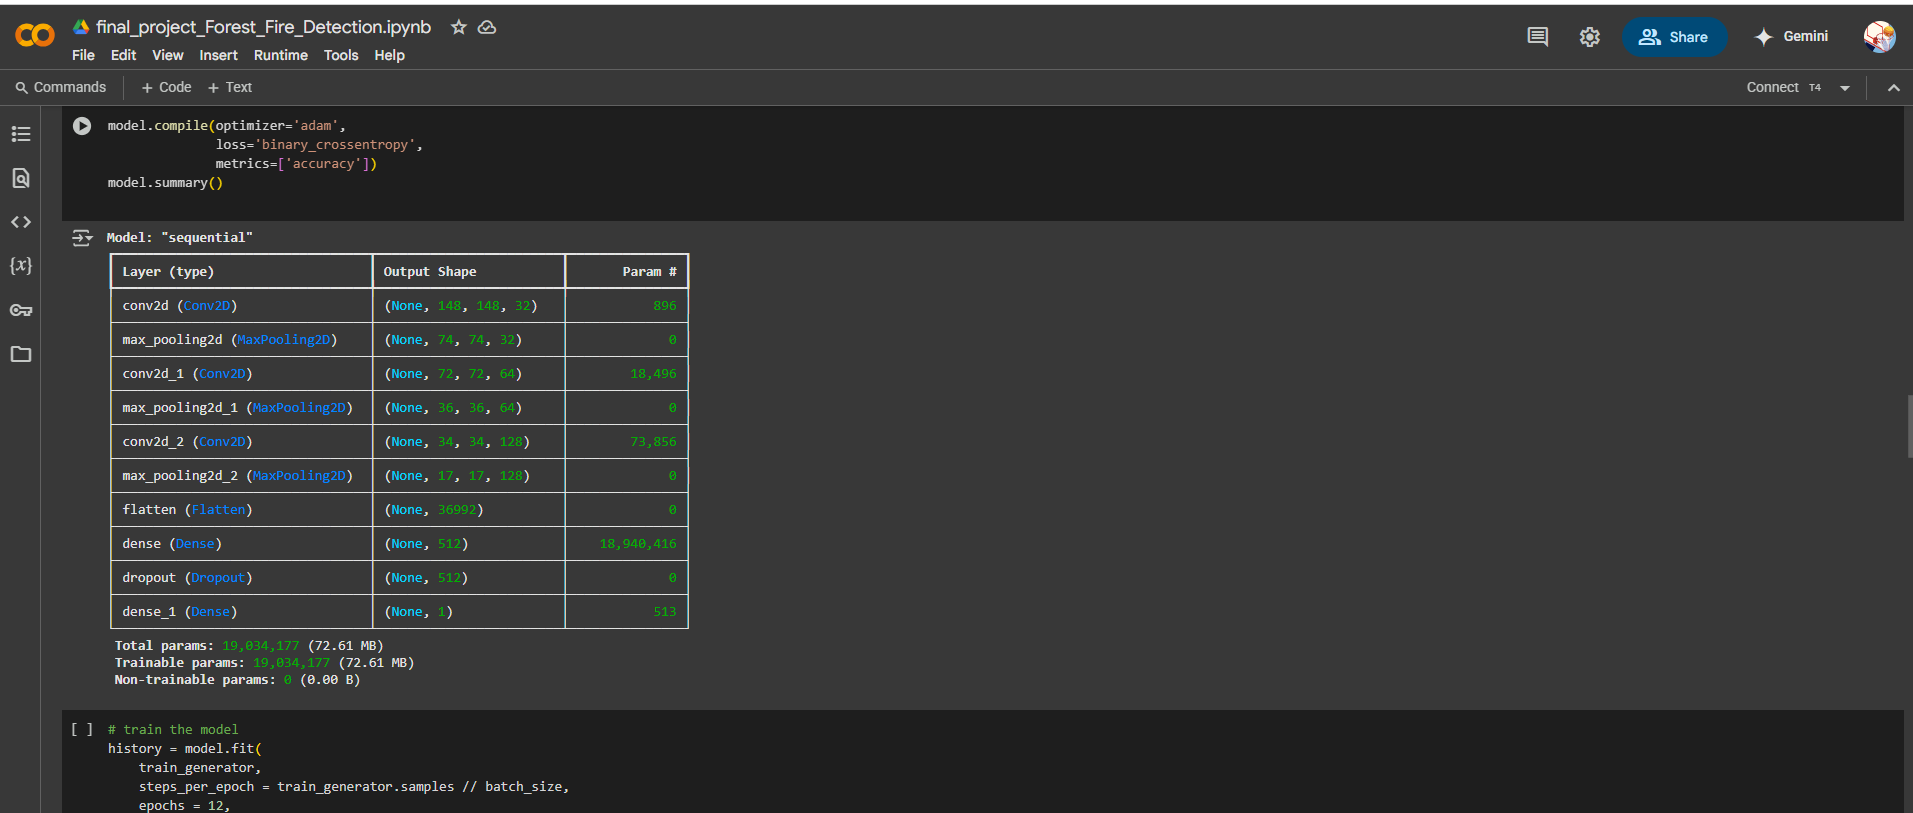 final_project_Forest_Fire_Detection.ipynb
File Edit View Insert Runtime Tools Help
Share
Gemini
Commands + Code + Text
Connect T4
model.compile(optimizer='adam',
loss='binary_crossentropy',
metrics=['accuracy'])
model.summary()
Model: "sequential"
Layer (type) Output Shape Param #
conv2d (Conv2D) (None, 148, 148, 32) 896
max_pooling2d (MaxPooling2D) (None, 74, 74, 32) 0
conv2d_1 (Conv2D) (None, 72, 72, 64) 18,496
max_pooling2d_1 (MaxPooling2D) (None, 36, 36, 64) 0
conv2d_2 (Conv2D) (None, 34, 34, 128) 73,856
max_pooling2d_2 (MaxPooling2D) (None, 17, 17, 128) 0
flatten (Flatten) (None, 36992) 0
dense (Dense) (None, 512) 18,940,416
dropout (Dropout) (None, 512) 0
dense_1 (Dense) (None, 1) 513
Total params: 19,034,177 (72.61 MB)
Trainable params: 19,034,177 (72.61 MB)
Non-trainable params: 0 (0.00 B)
[ ] # train the model
history = model.fit(
train_generator,
steps_per_epoch = train_generator.samples // batch_size,
epochs = 12,